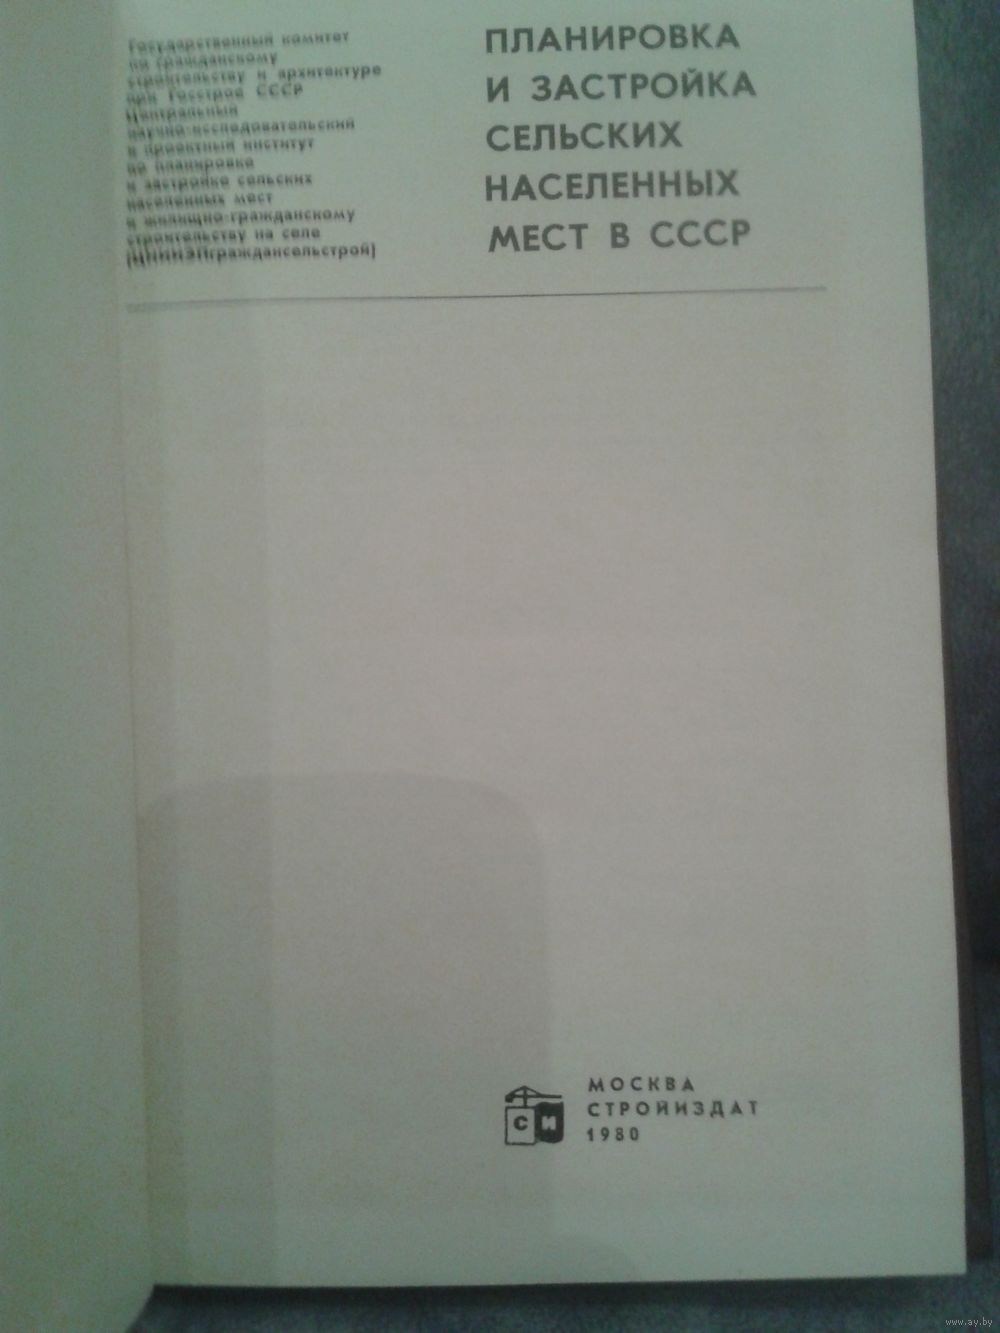 Государственный комитет
по гражданскому
строительству и архитектуре
при Госстрое СССР
Центральный
научно-исследовательский
и проектный институт
по планировке
и застройке сельских
населенных мест
и жилищно-гражданскому
строительству на селе
(ЦНИИЭПграждансельстрой)
ПЛАНИРОВКА
И ЗАСТРОЙКА
СЕЛЬСКИХ
НАСЕЛЕННЫХ
МЕСТ В СССР
СИ
МОСКВА
СТРОЙИЗДАТ
1980
www.ay.by